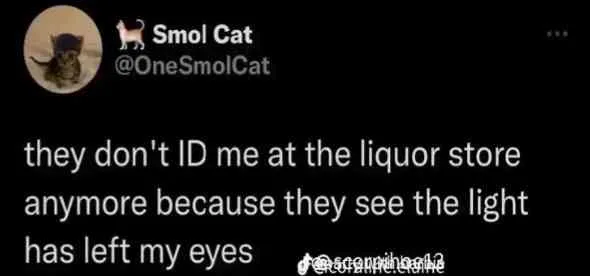 Smol Cat
@OneSmolCat
they don't ID me at the liquor store
anymore because they see the light
has left my eyes